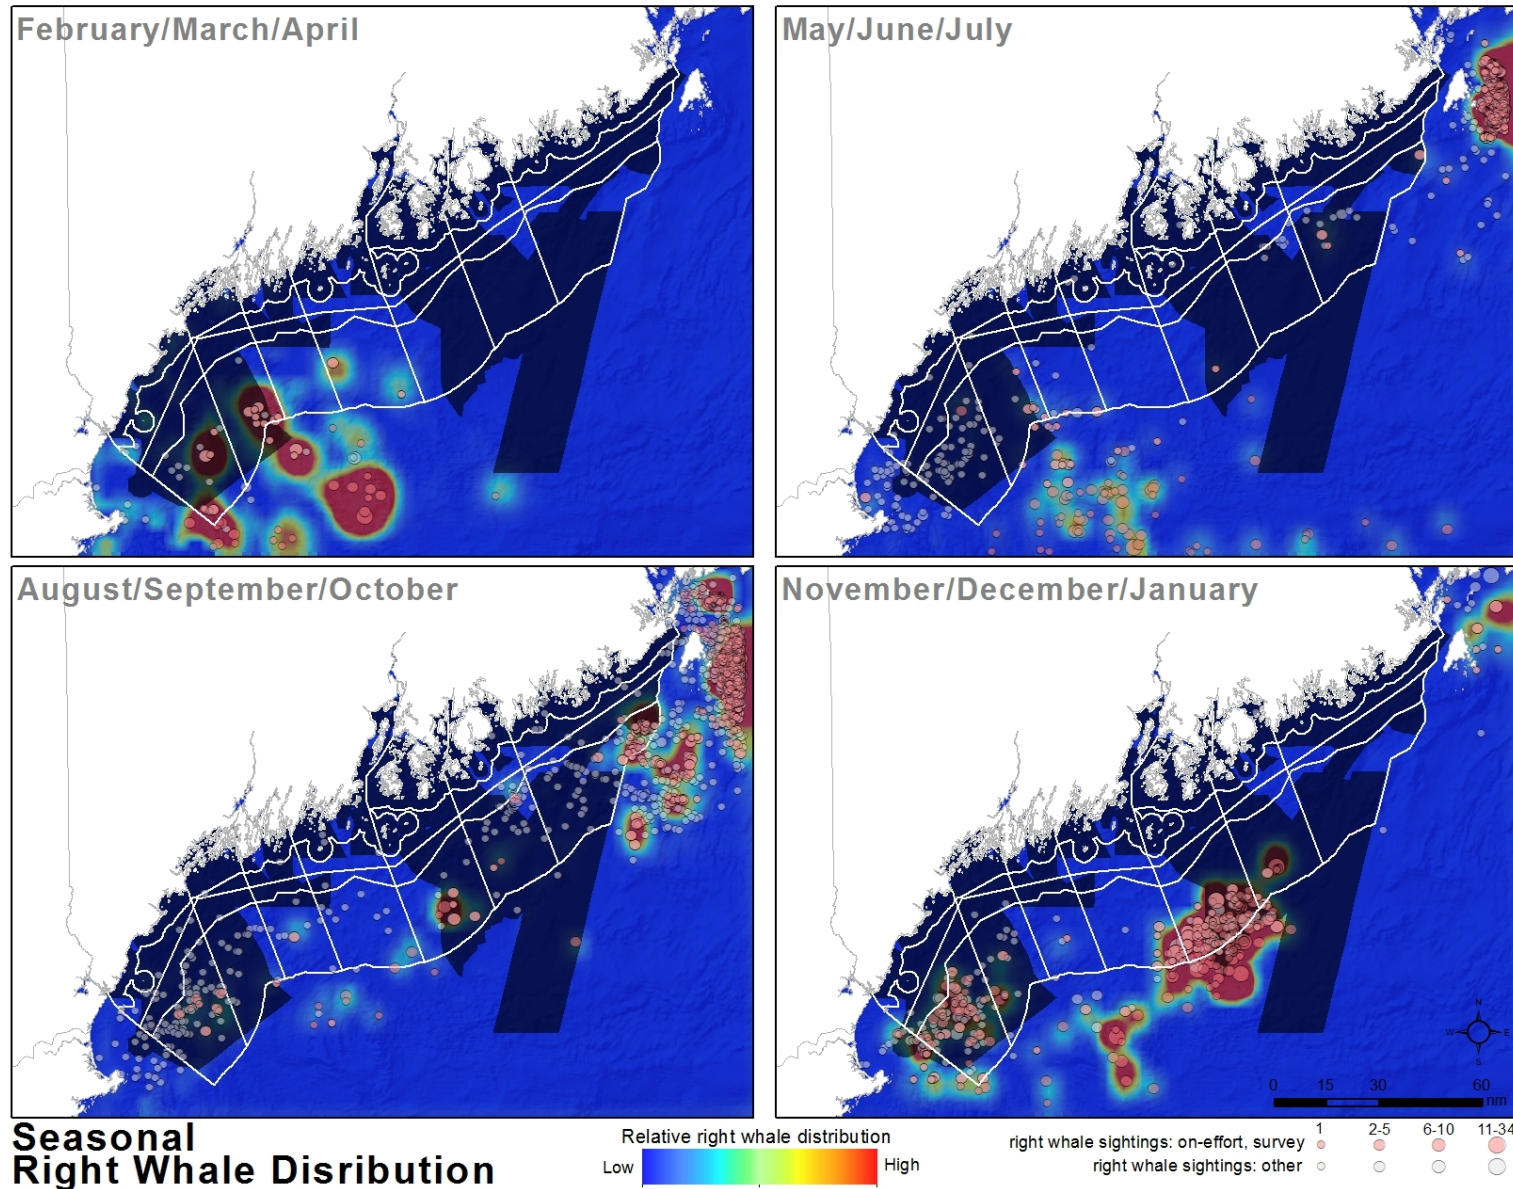 February/March/April
May/June/July
August/September/October
November/December/January
N
W E
S
0 15 30 60
nm
Seasonal
Right Whale Disribution
Relative right whale distribution
Low High
1 2-5 6-10 11-34
right whale sightings: on-effort, survey
right whale sightings: other